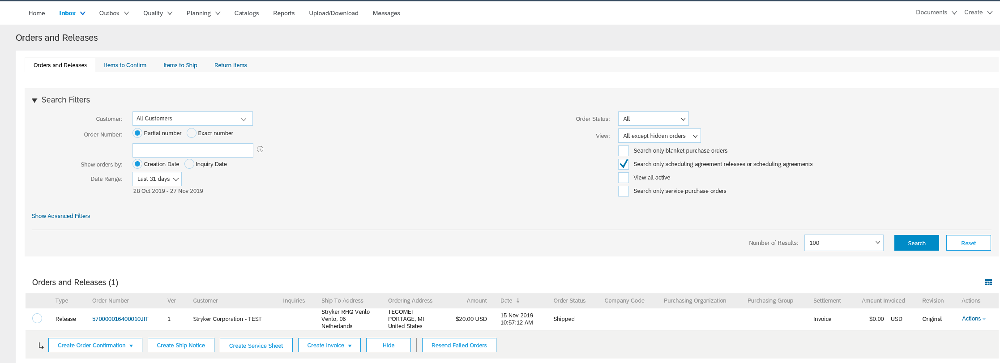 Home Inbox Outbox Quality Planning Catalogs Reports Upload/Download Messages Documents Create
Orders and Releases
Orders and Releases Items to Confirm Items to Ship Return Items
Search Filters
Customer: All Customers Order Status: All
Order Number: Partial number Exact number View: All except hidden orders
Search only blanket purchase orders
Show orders by: Creation Date Inquiry Date Search only scheduling agreement releases or scheduling agreements
Date Range: Last 31 days View all active
28 Oct 2019 - 27 Nov 2019 Search only service purchase orders
Show Advanced Filters
Number of Results: 100 Search Reset
Orders and Releases (1)
Type Order Number Ver Customer Inquiries Ship To Address Ordering Address Amount Date ↓ Order Status Company Code Purchasing Organization Purchasing Group Settlement Amount Invoiced Revision Actions
Stryker RHQ Venlo TECOMET 15 Nov 2019
Release 570000016400010JIT 1 Stryker Corporation - TEST Venlo, 06 PORTAGE, MI $20.00 USD Shipped Invoice $0.00 USD Original Actions
Netherlands United States 10:57:12 AM
Create Order Confirmation Create Ship Notice Create Service Sheet Create Invoice Hide Resend Failed Orders